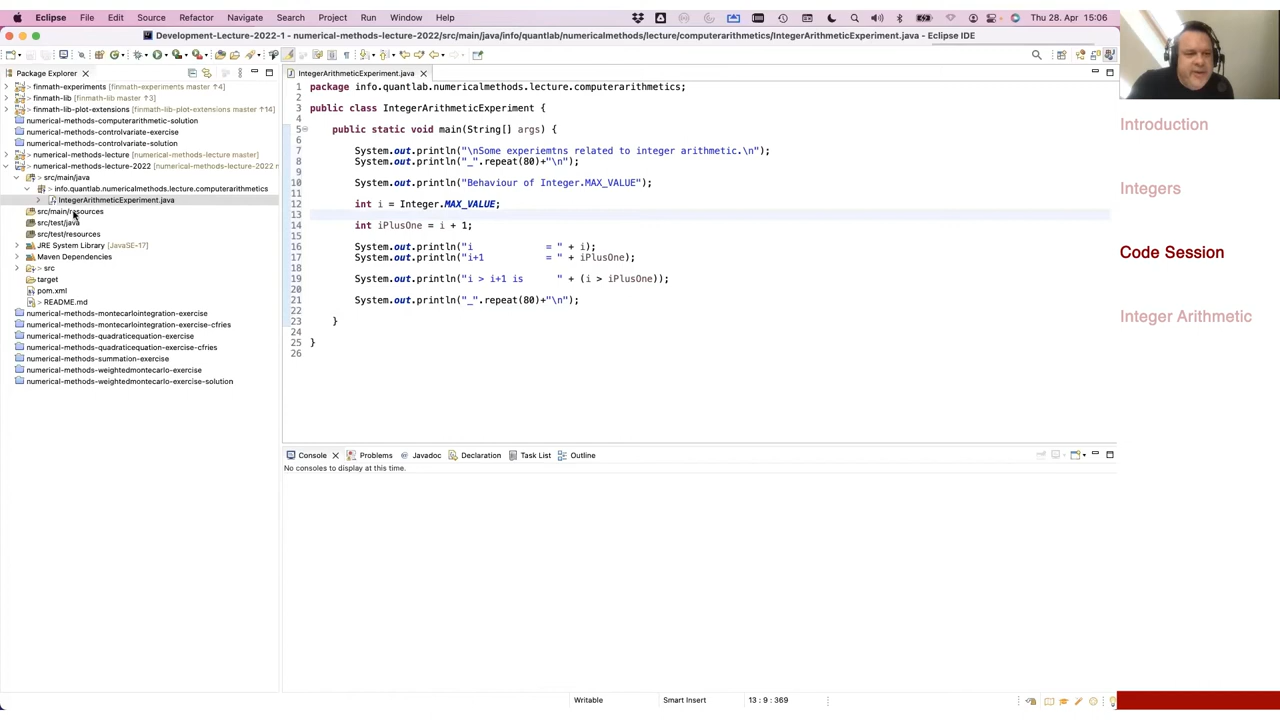 Eclipse File Edit Source Refactor Navigate Search Project Run Window Help Thu 28. Apr 15:06
Development-Lecture-2022-1 - numerical-methods-lecture-2022/src/main/java/info/quantlab/numericalmethods/lecture/computerarithmetics/IntegerArithmeticExperiment.java - Eclipse IDE
Package Explorer
> finmath-experiments [finmath-experiments master ↑4]
> finmath-lib [finmath-lib master ↑3]
> finmath-lib-plot-extensions [finmath-lib-plot-extensions master ↑14]
numerical-methods-computerarithmetic-solution
numerical-methods-controlvariate-exercise
numerical-methods-controlvariate-solution
> numerical-methods-lecture [numerical-methods-lecture master]
> numerical-methods-lecture-2022 [numerical-methods-lecture-2022 m
> src/main/java
> info.quantlab.numericalmethods.lecture.computerarithmetics
> IntegerArithmeticExperiment.java
src/main/resources
src/test/java
src/test/resources
JRE System Library [JavaSE-17]
Maven Dependencies
> src
target
pom.xml
> README.md
numerical-methods-montecarlointegration-exercise
numerical-methods-montecarlointegration-exercise-cfries
numerical-methods-quadraticequation-exercise
numerical-methods-quadraticequation-exercise-cfries
numerical-methods-summation-exercise
numerical-methods-weightedmontecarlo-exercise
numerical-methods-weightedmontecarlo-exercise-solution
IntegerArithmeticExperiment.java
1 package info.quantlab.numericalmethods.lecture.computerarithmetics;
2
3 public class IntegerArithmeticExperiment {
4
5 public static void main(String[] args) {
6
7 System.out.println("\nSome experiemtns related to integer arithmetic.\n");
8 System.out.println("_".repeat(80)+"\n");
9
10 System.out.println("Behaviour of Integer.MAX_VALUE");
11
12 int i = Integer.MAX_VALUE;
13
14 int iPlusOne = i + 1;
15
16 System.out.println("i = " + i);
17 System.out.println("i+1 = " + iPlusOne);
18
19 System.out.println("i > i+1 is " + (i > iPlusOne));
20
21 System.out.println("_".repeat(80)+"\n");
22
23 }
24
25 }
26
Console Problems Javadoc Declaration Task List Outline
No consoles to display at this time.
Writable Smart Insert 13 : 9 : 369
Introduction
Integers
Code Session
Integer Arithmetic